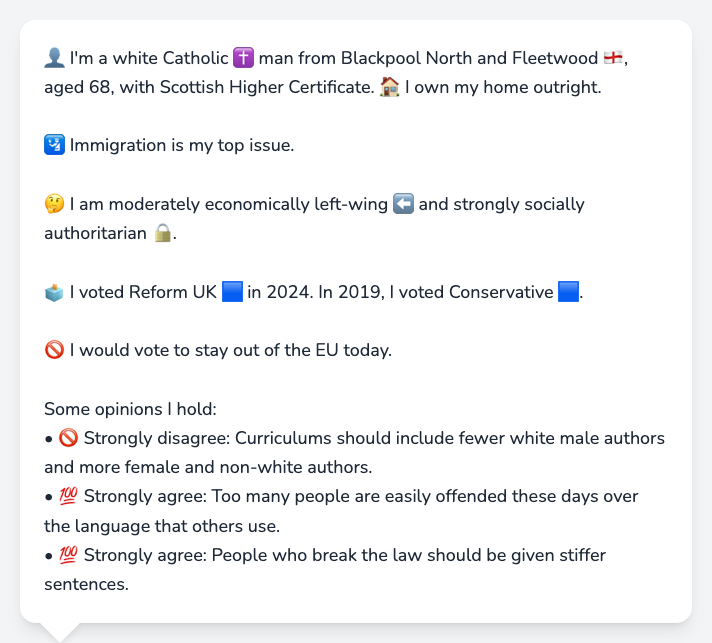 👤 I'm a white Catholic ✝️ man from Blackpool North and Fleetwood 🏴󠁧󠁢󠁥󠁮󠁧󠁿,
aged 68, with Scottish Higher Certificate. 🏠 I own my home outright.
🛂 Immigration is my top issue.
🤔 I am moderately economically left-wing ⬅️ and strongly socially
authoritarian 🔒.
🗳️ I voted Reform UK 🟦 in 2024. In 2019, I voted Conservative 🟦.
🚫 I would vote to stay out of the EU today.
Some opinions I hold:
• 🚫 Strongly disagree: Curriculums should include fewer white male authors
and more female and non-white authors.
• 💯 Strongly agree: Too many people are easily offended these days over
the language that others use.
• 💯 Strongly agree: People who break the law should be given stiffer
sentences.